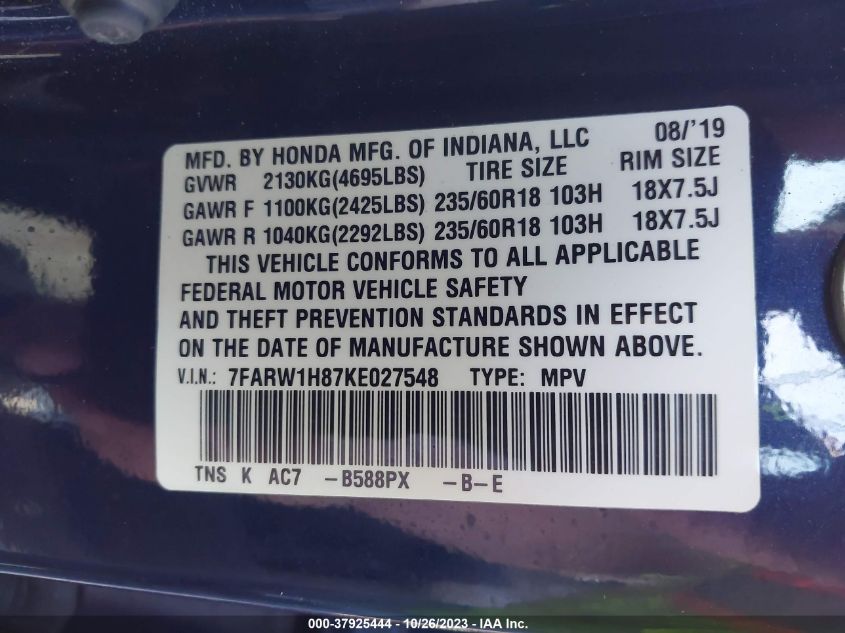 MFD. BY HONDA MFG. OF INDIANA, LLC 08/'19
GVWR 2130KG(4695LBS) TIRE SIZE RIM SIZE
GAWR F 1100KG(2425LBS) 235/60R18 103H 18X7.5J
GAWR R 1040KG(2292LBS) 235/60R18 103H 18X7.5J
THIS VEHICLE CONFORMS TO ALL APPLICABLE
FEDERAL MOTOR VEHICLE SAFETY
AND THEFT PREVENTION STANDARDS IN EFFECT
ON THE DATE OF MANUFACTURE SHOWN ABOVE.
V.I.N.: 7FARW1H87KE027548 TYPE: MPV
TNS K AC7 -B588PX -B-E
000-37925444 - 10/26/2023 - IAA Inc.